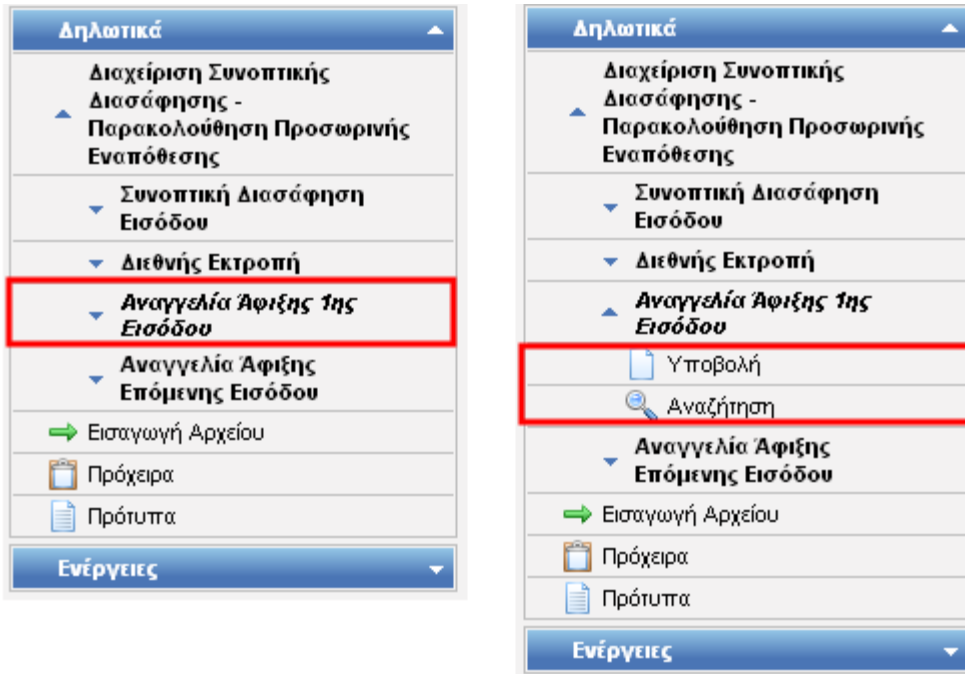 Δηλωτικά
Διαχείριση Συνοπτικής
Διασάφησης -
Παρακολούθηση Προσωρινής
Εναπόθεσης
Συνοπτική Διασάφηση
Εισόδου
Διεθνής Εκτροπή
Αναγγελία Άφιξης 1ης
Εισόδου
Αναγγελία Άφιξης
Επόμενης Εισόδου
Εισαγωγή Αρχείου
Πρόχειρα
Πρότυπα
Ενέργειες
Δηλωτικά
Διαχείριση Συνοπτικής
Διασάφησης -
Παρακολούθηση Προσωρινής
Εναπόθεσης
Συνοπτική Διασάφηση
Εισόδου
Διεθνής Εκτροπή
Αναγγελία Άφιξης 1ης
Εισόδου
Υποβολή
Αναζήτηση
Αναγγελία Άφιξης
Επόμενης Εισόδου
Εισαγωγή Αρχείου
Πρόχειρα
Πρότυπα
Ενέργειες